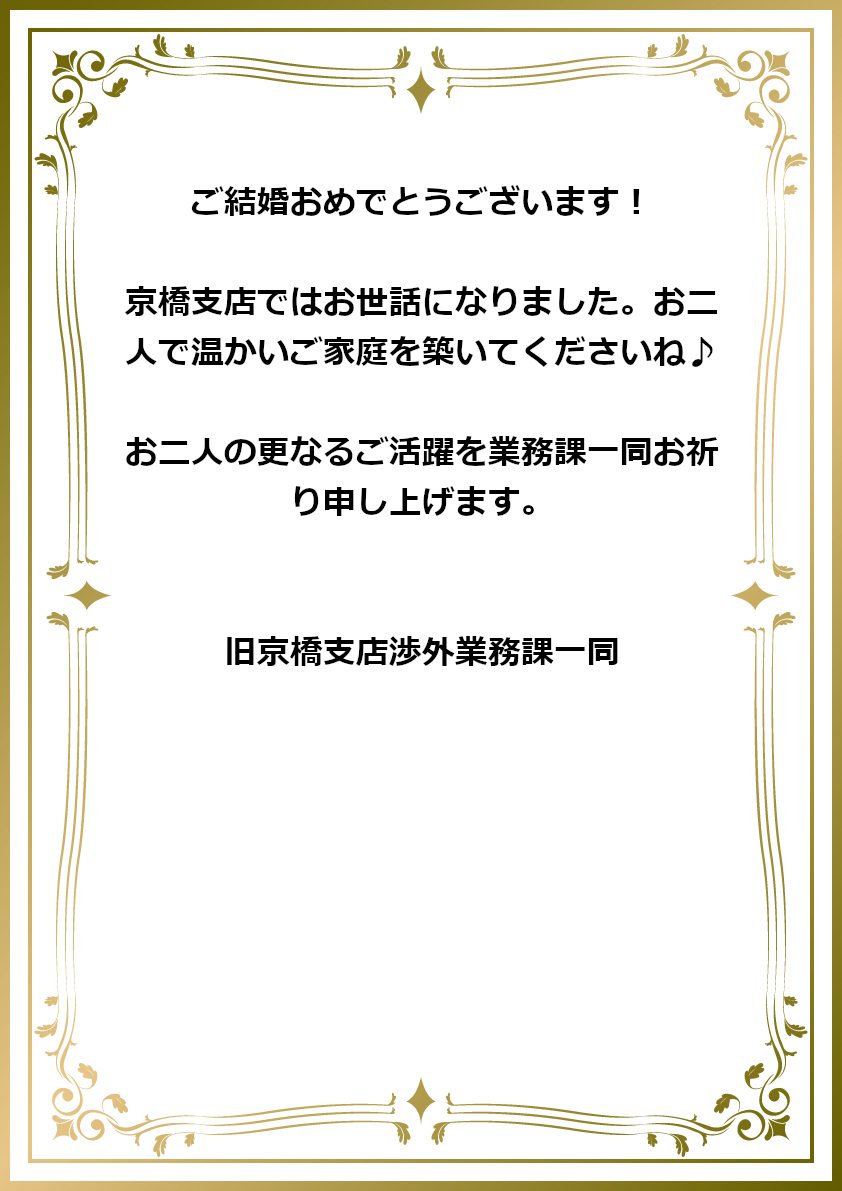 ご結婚おめでとうございます！
京橋支店ではお世話になりました。お二
人で温かいご家庭を築いてくださいね♪
お二人の更なるご活躍を業務課一同お祈
り申し上げます。
旧京橋支店渉外業務課一同